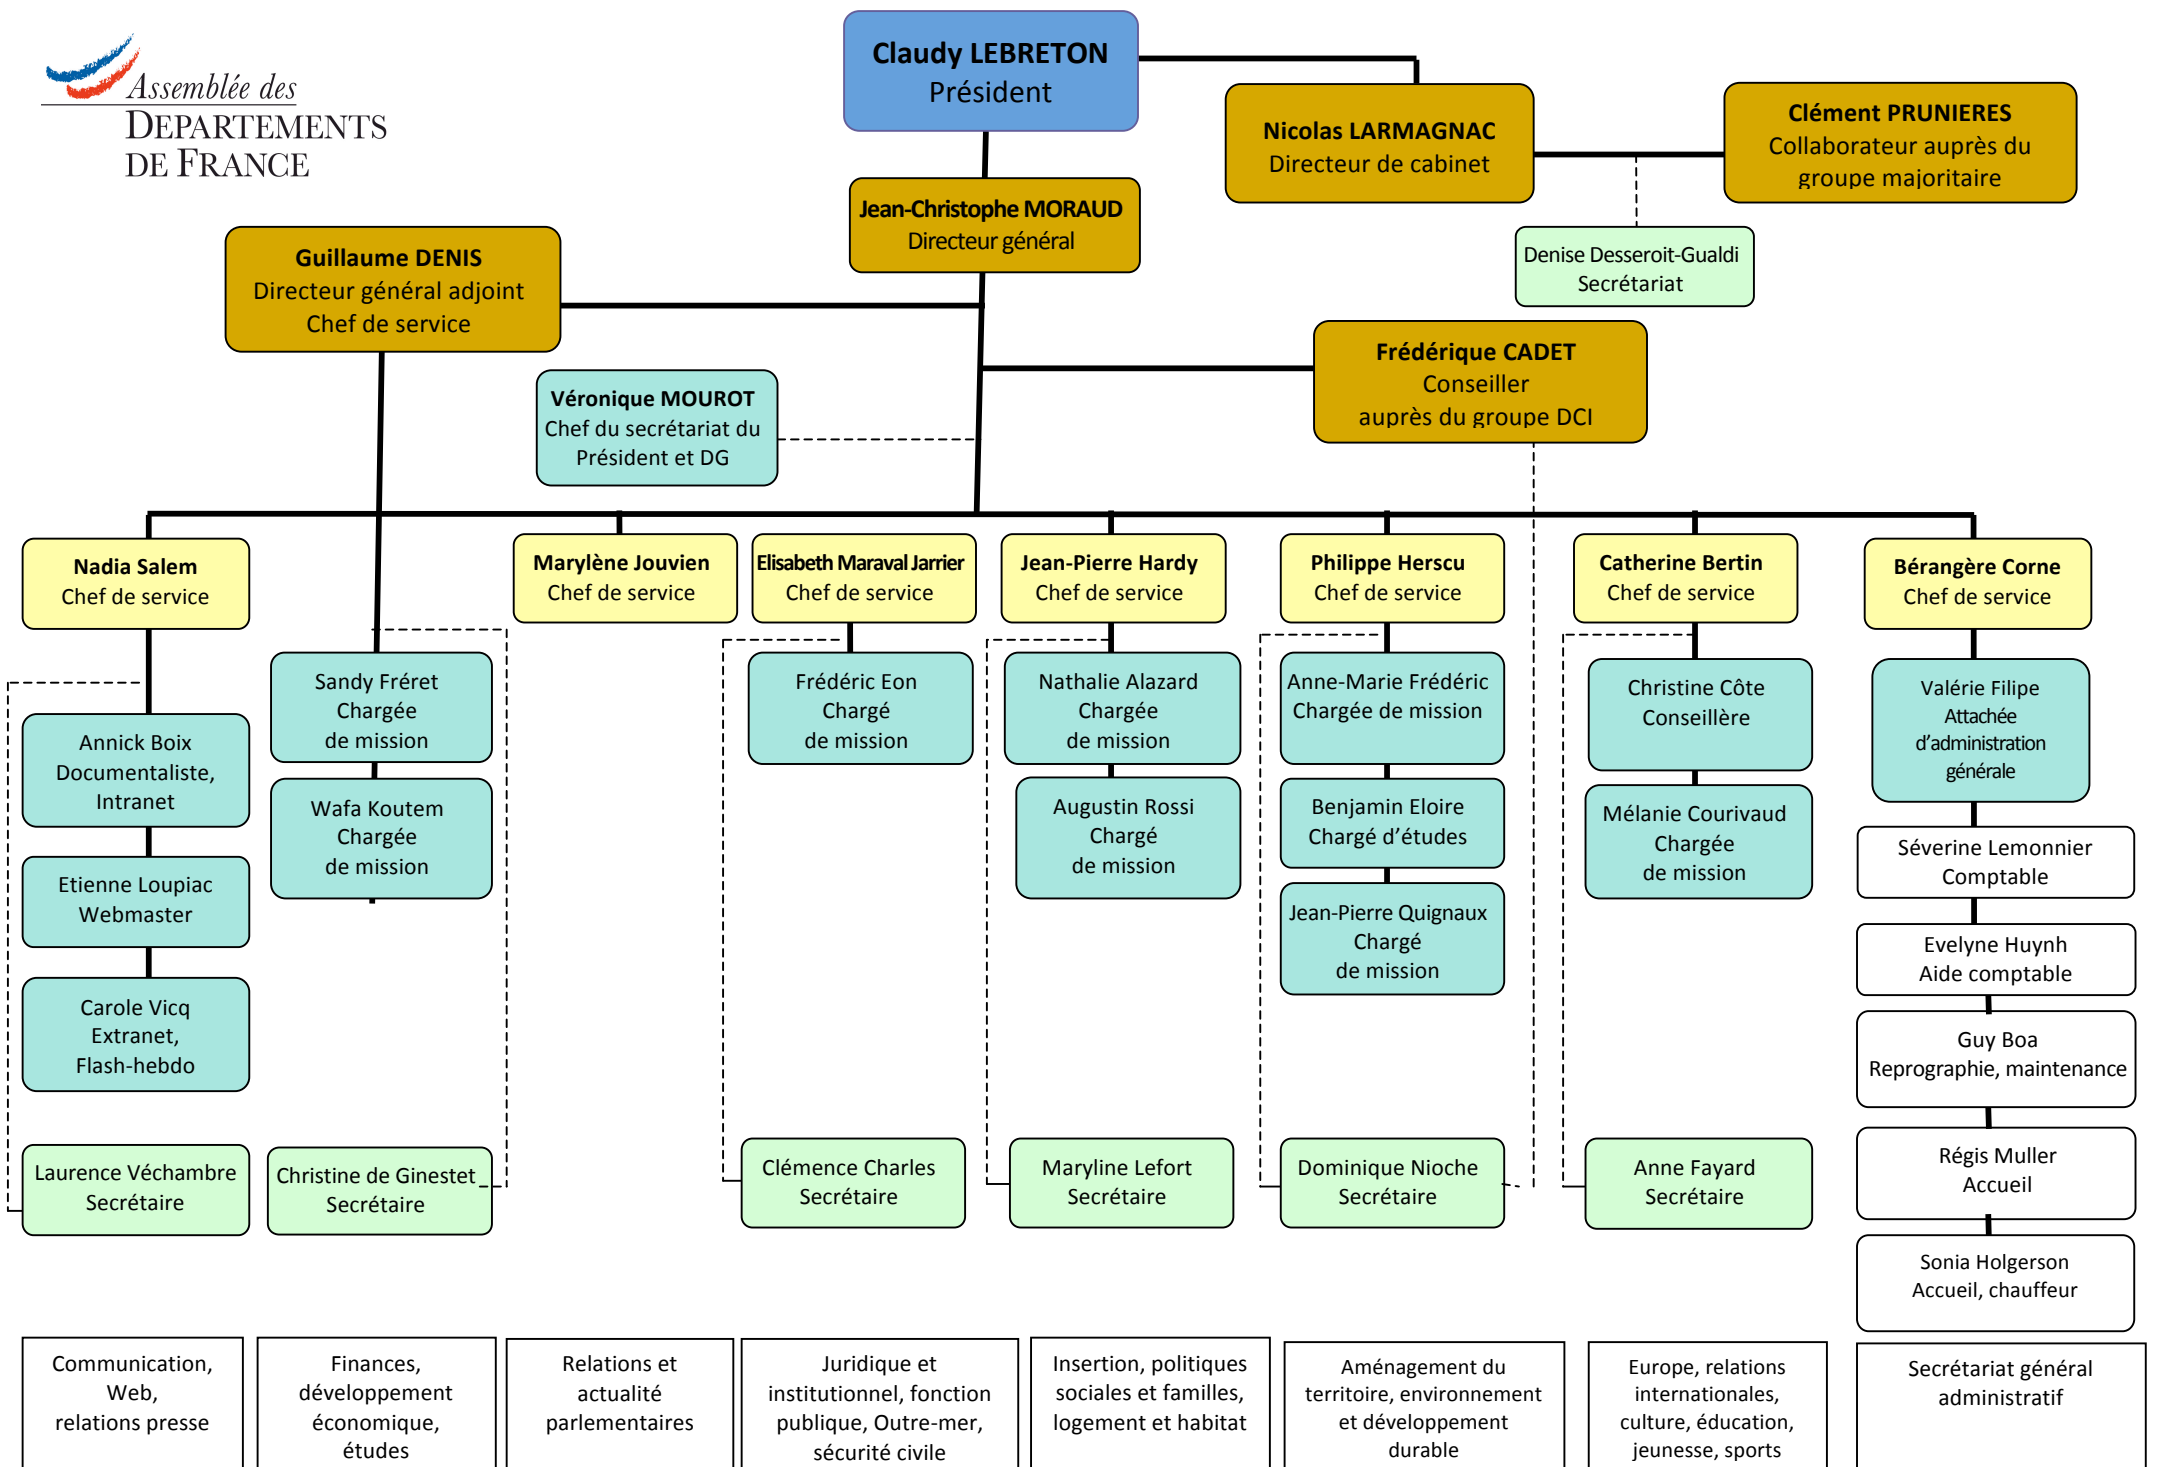 Assemblée des
DEPARTEMENTS
DE FRANCE
Claudy LEBRETON
Président
Nicolas LARMAGNAC
Directeur de cabinet
Clément PRUNIERES
Collaborateur auprès du
groupe majoritaire
Jean-Christophe MORAUD
Directeur général
Denise Desseroit-Gualdi
Secrétariat
Guillaume DENIS
Directeur général adjoint
Chef de service
Frédérique CADET
Conseiller
auprès du groupe DCI
Véronique MOUROT
Chef du secrétariat du
Président et DG
Nadia Salem
Chef de service
Marylène Jouvien
Chef de service
Elisabeth Maraval Jarrier
Chef de service
Jean-Pierre Hardy
Chef de service
Philippe Herscu
Chef de service
Catherine Bertin
Chef de service
Bérangère Corne
Chef de service
Annick Boix
Documentaliste,
Intranet
Etienne Loupiac
Webmaster
Carole Vicq
Extranet,
Flash-hebdo
Laurence Véchambre
Secrétaire
Sandy Fréret
Chargée
de mission
Wafa Koutem
Chargée
de mission
Christine de Ginestet
Secrétaire
Frédéric Eon
Chargé
de mission
Clémence Charles
Secrétaire
Nathalie Alazard
Chargée
de mission
Augustin Rossi
Chargé
de mission
Maryline Lefort
Secrétaire
Anne-Marie Frédéric
Chargée de mission
Benjamin Eloire
Chargé d’études
Jean-Pierre Quignaux
Chargé
de mission
Dominique Nioche
Secrétaire
Christine Côte
Conseillère
Mélanie Courivaud
Chargée
de mission
Anne Fayard
Secrétaire
Valérie Filipe
Attachée
d’administration
générale
Séverine Lemonnier
Comptable
Evelyne Huynh
Aide comptable
Guy Boa
Reprographie, maintenance
Régis Muller
Accueil
Sonia Holgerson
Accueil, chauffeur
Communication,
Web,
relations presse
Finances,
développement
économique,
études
Relations et
actualité
parlementaires
Juridique et
institutionnel, fonction
publique, Outre-mer,
sécurité civile
Insertion, politiques
sociales et familles,
logement et habitat
Aménagement du
territoire, environnement
et développement
durable
Europe, relations
internationales,
culture, éducation,
jeunesse, sports
Secrétariat général
administratif